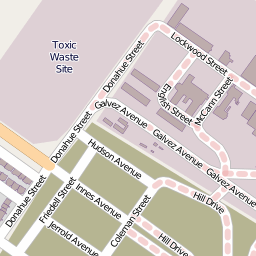 Toxic
Waste
Site
Donahue Street
Lockwood Street
English Street
McCann Street
Galvez Avenue
Galvez Avenue
Galvez Avenue
Donahue Street
Hudson Avenue
Donahue Street
Friedell Street
Innes Avenue
Jerrold Avenue
Coleman Street
Hill Drive
Hill Drive